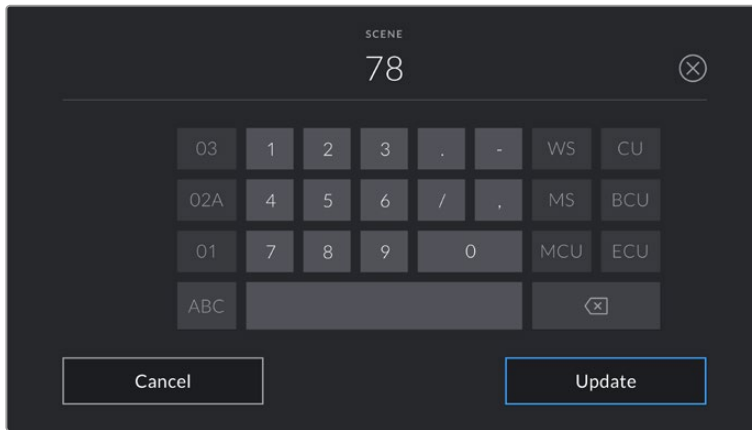 SCENE
78
03 1 2 3 . - WS CU
02A 4 5 6 / , MS BCU
01 7 8 9 0 MCU ECU
ABC
Cancel Update